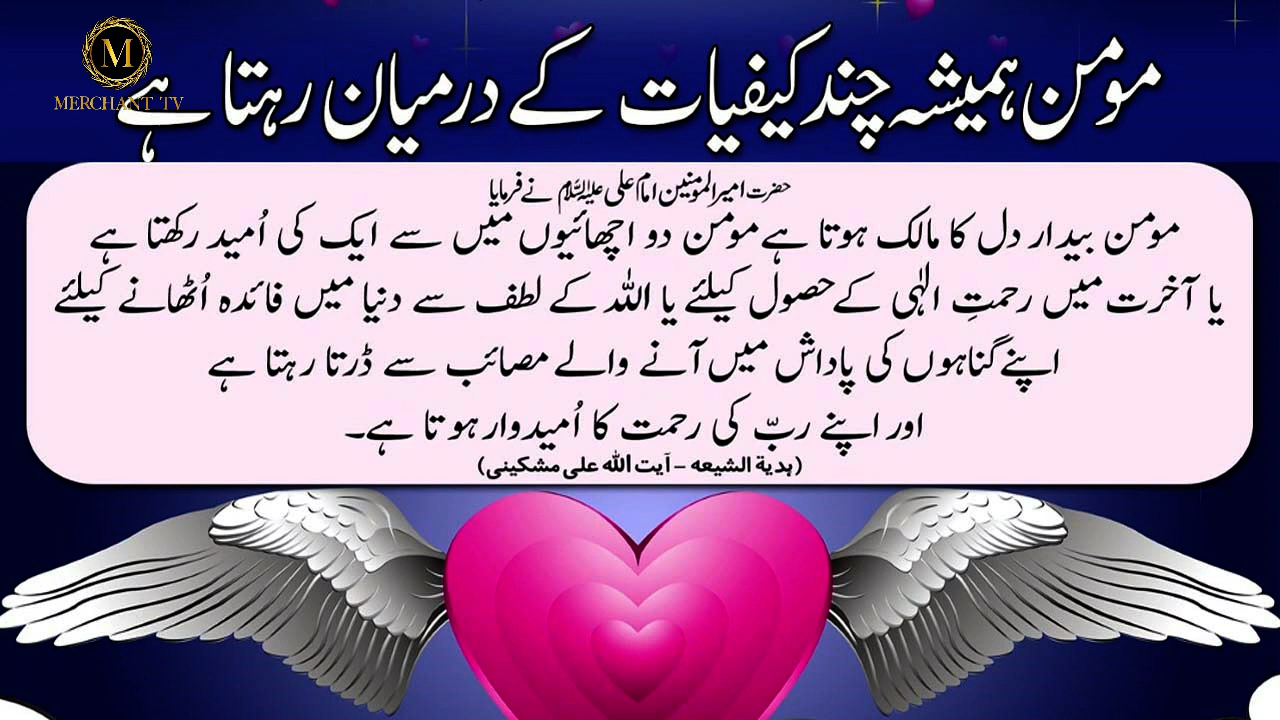 M
MERCHANT TV
مومن ہمیشہ چند کیفیات کے درمیان رہتا ہے
حضرت امیرالمومنین امام علی علیہ السلام نے فرمایا
مومن بیدار دل کا مالک ہوتا ہے مومن دو اچھائیوں میں سے ایک کی اُمید رکھتا ہے
یا آخرت میں رحمتِ الہٰی کے حصول کیلئے یا اللہ کے لطف سے دنیا میں فائدہ اُٹھانے کیلئے
اپنے گناہوں کی پاداش میں آنے والے مصائب سے ڈرتا رہتا ہے
اور اپنے ربّ کی رحمت کا اُمیدوار ہوتا ہے۔
(ہدیة الشیعہ – آیت اللہ علی مشکینی)